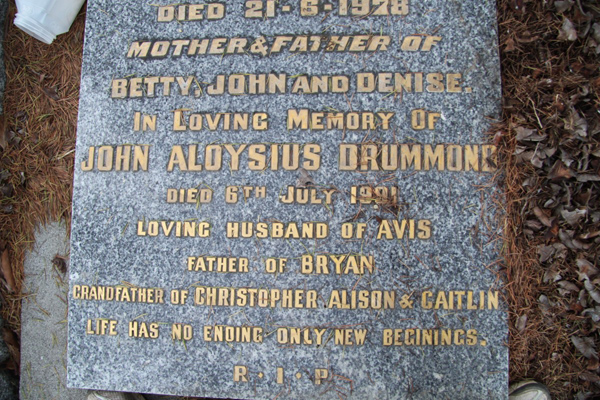 DIED 21-6-1928
MOTHER & FATHER OF
BETTY, JOHN AND DENISE.
IN LOVING MEMORY OF
JOHN ALOYSIUS DRUMMOND
DIED 6TH JULY 1991
LOVING HUSBAND OF AVIS
FATHER OF BRYAN
GRANDFATHER OF CHRISTOPHER, ALISON & CAITLIN
LIFE HAS NO ENDING ONLY NEW BEGININGS.
R · I · P